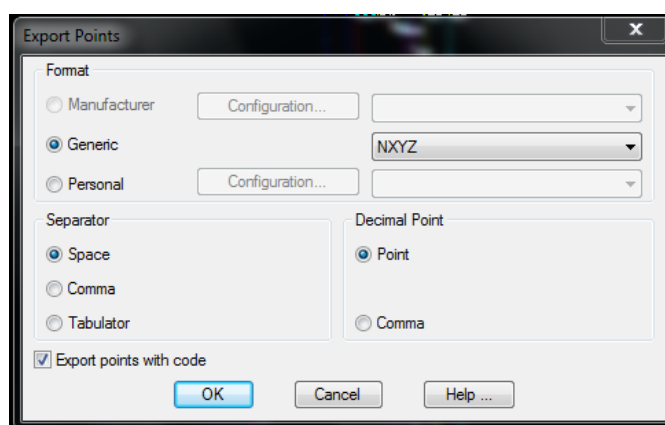 Export Points
x
Format
Manufacturer
Configuration...
Generic
NXYZ
Personal
Configuration...
Separator
Space
Comma
Tabulator
Decimal Point
Point
Comma
Export points with code
OK
Cancel
Help ...